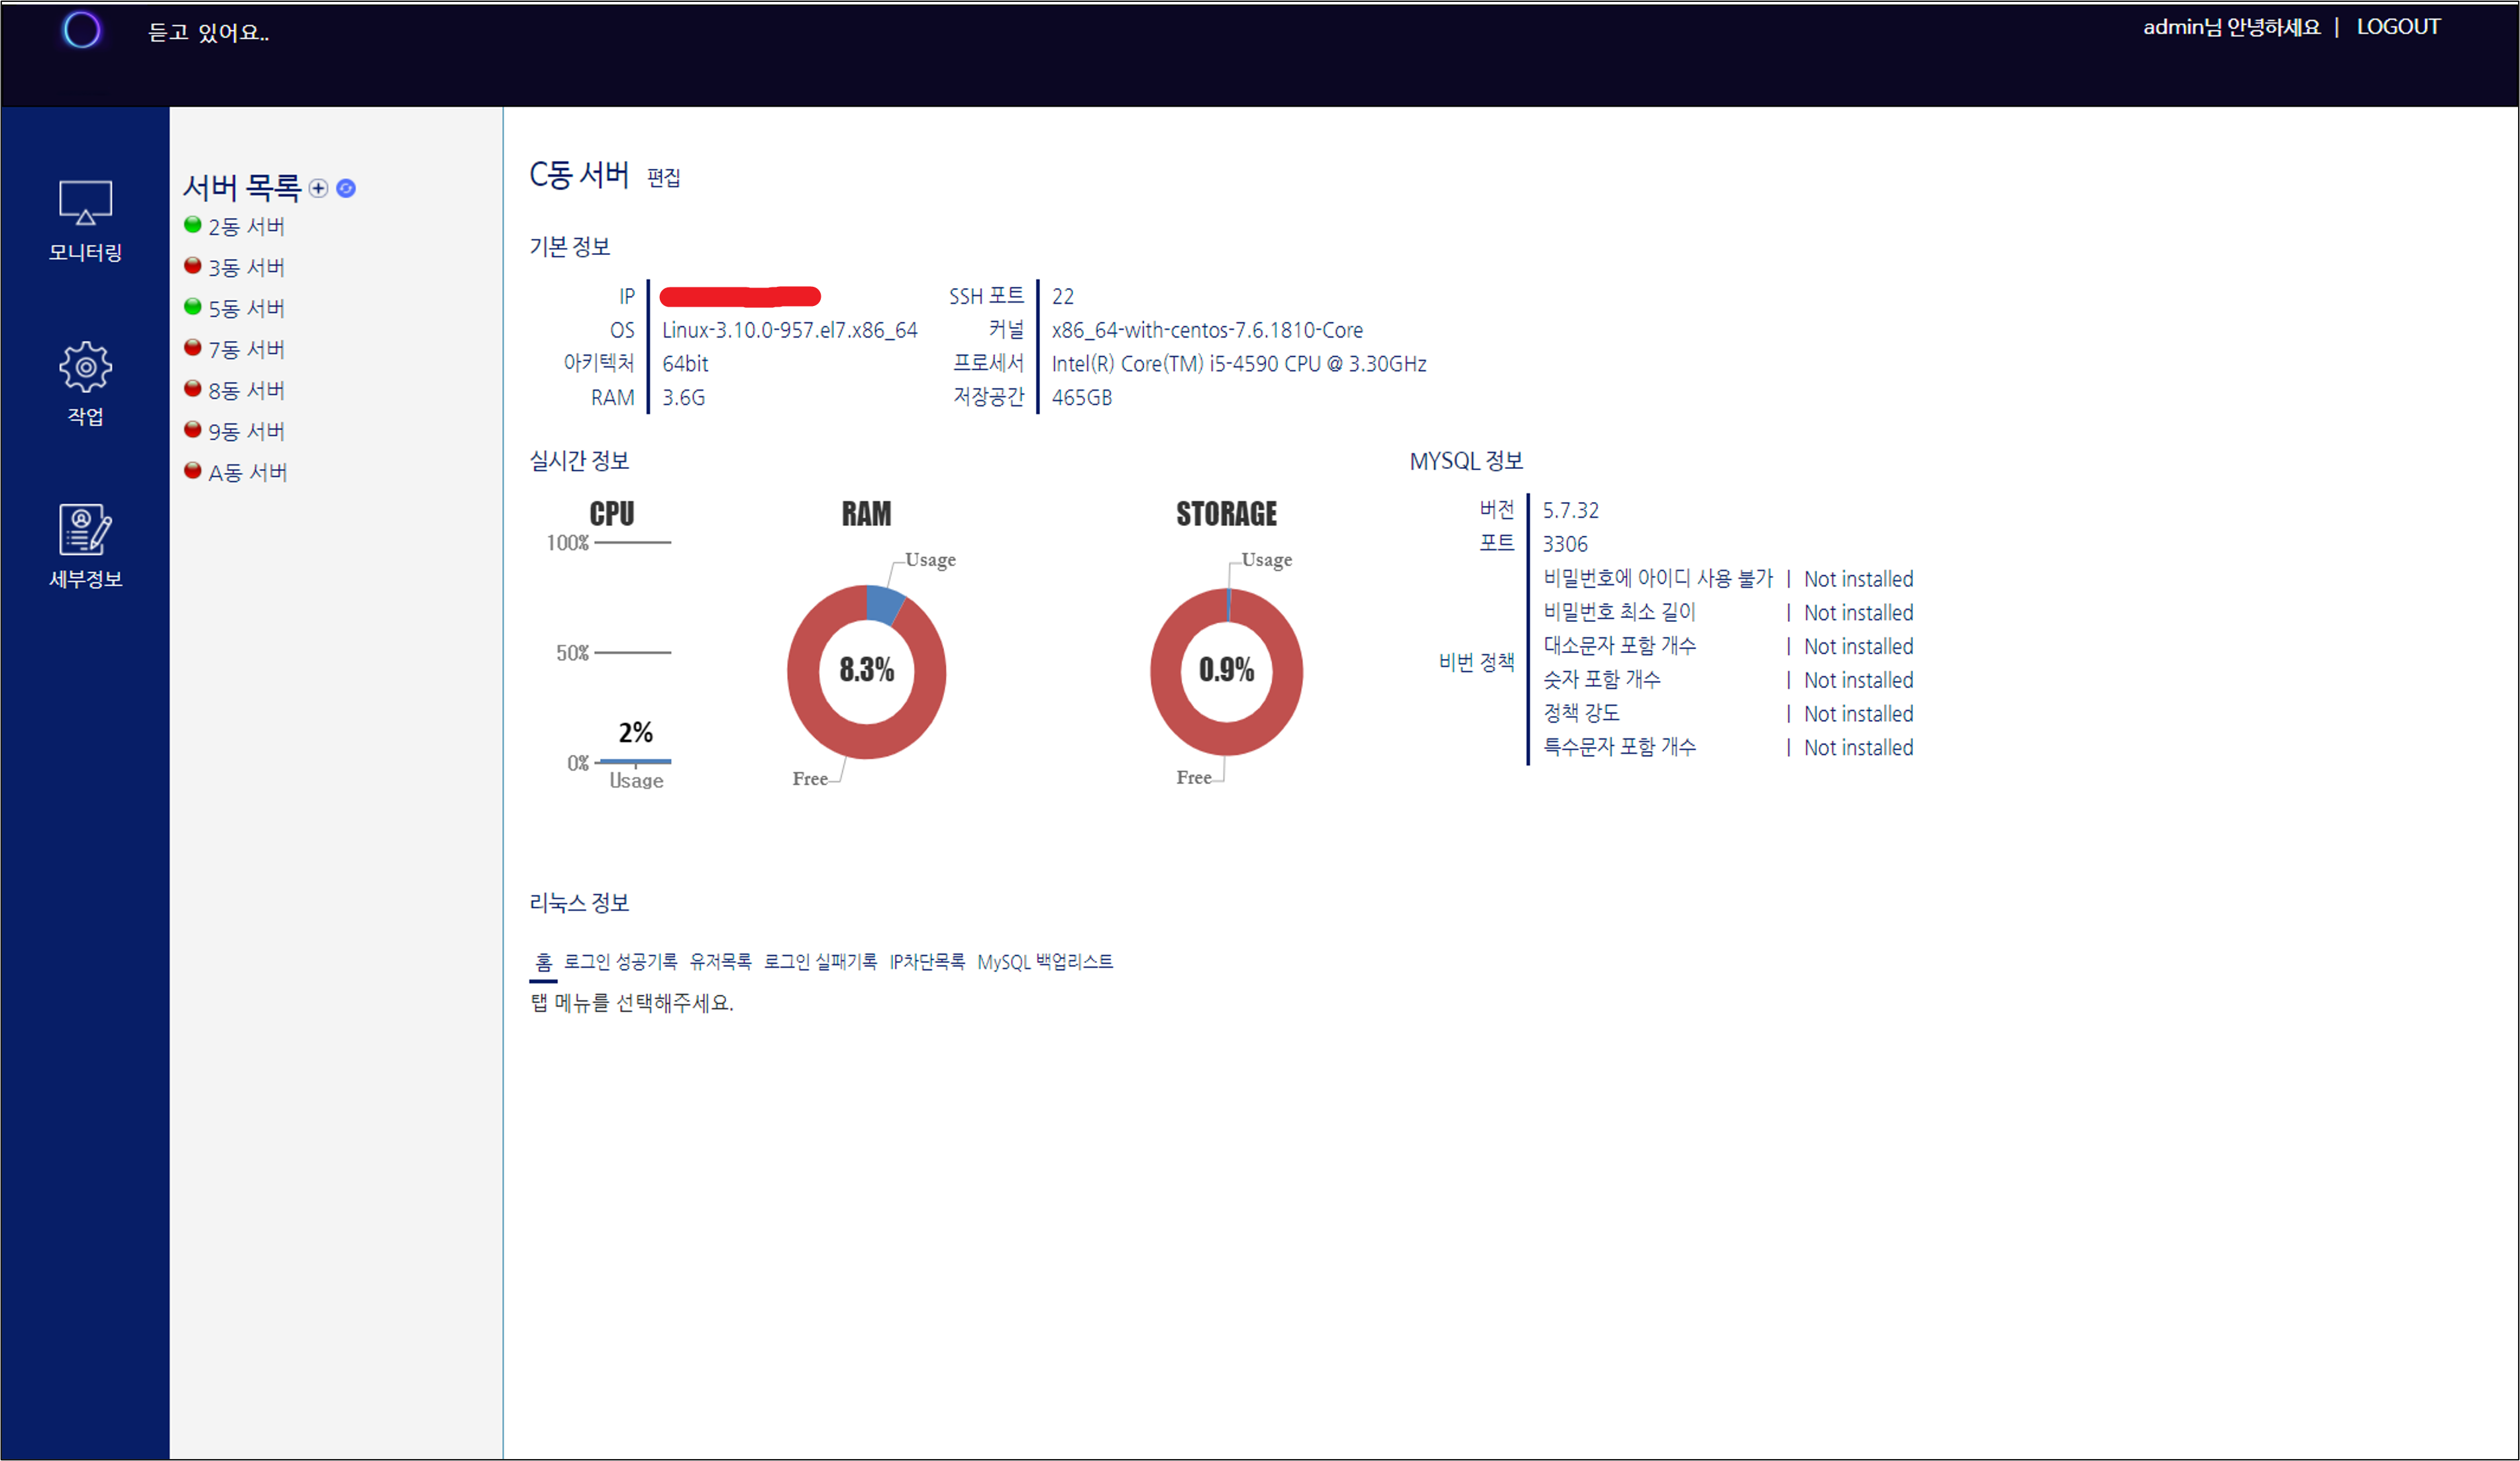 듣고 있어요..
admin님 안녕하세요 | LOGOUT
모니터링
작업
세부정보
서버 목록
2동 서버
3동 서버
5동 서버
7동 서버
8동 서버
9동 서버
A동 서버
C동 서버 편집
기본 정보
IP
SSH 포트 22
OS Linux-3.10.0-957.el7.x86_64
커널 x86_64-with-centos-7.6.1810-Core
아키텍처 64bit
프로세서 Intel(R) Core(TM) i5-4590 CPU @ 3.30GHz
RAM 3.6G
저장공간 465GB
실시간 정보
CPU
100%
50%
2%
0%
Usage
RAM
Usage
8.3%
Free
STORAGE
Usage
0.9%
Free
MYSQL 정보
버전 5.7.32
포트 3306
비번 정책
비밀번호에 아이디 사용 불가 | Not installed
비밀번호 최소 길이 | Not installed
대소문자 포함 개수 | Not installed
숫자 포함 개수 | Not installed
정책 강도 | Not installed
특수문자 포함 개수 | Not installed
리눅스 정보
홈 로그인 성공기록 유저목록 로그인 실패기록 IP차단목록 MySQL 백업리스트
탭 메뉴를 선택해주세요.